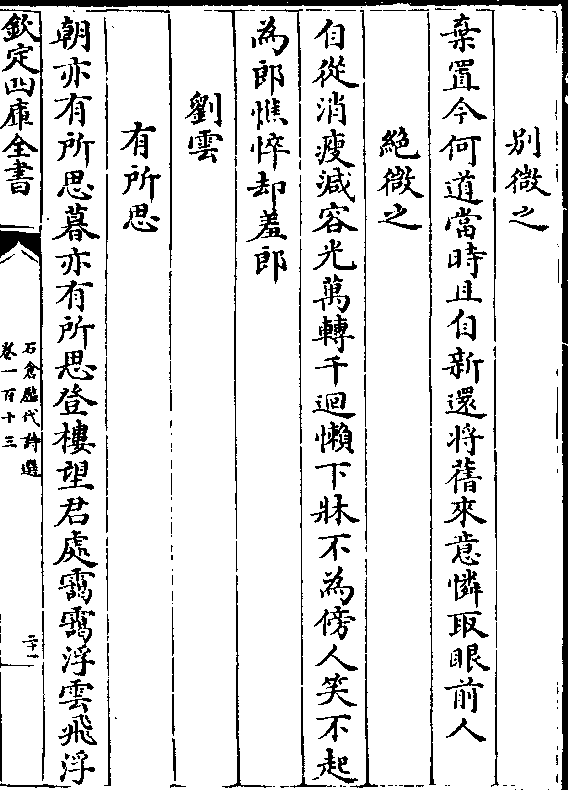 別微之
棄置今何道當時且自新還將舊來意憐取眼前人
絶微之
自從消瘦減容光萬轉千迴懶下牀不為傍人笑不起
為郎憔悴却羞郎
劉雲
有所思
朝亦有所思暮亦有所思登樓望君處靄靄浮雲飛浮
欽定四庫全書
石倉歴代詩選
卷一百十三
二十一